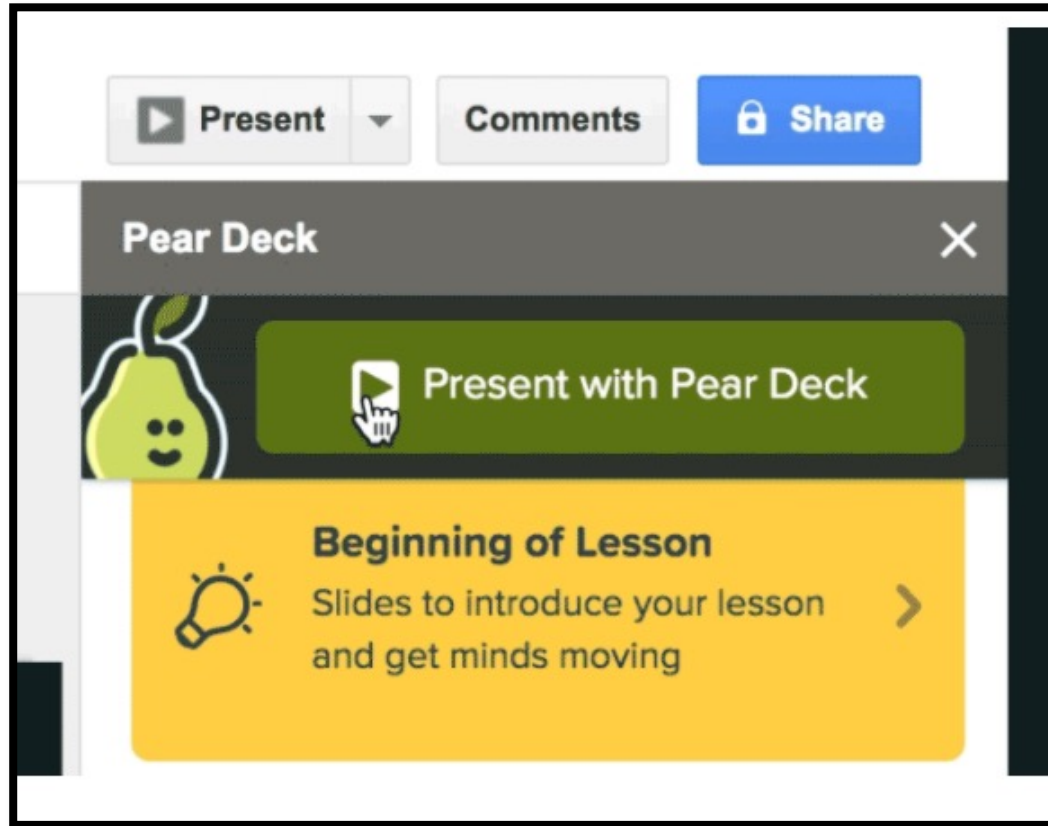 Present Comments Share
Pear Deck
Present with Pear Deck
Beginning of Lesson
Slides to introduce your lesson
and get minds moving